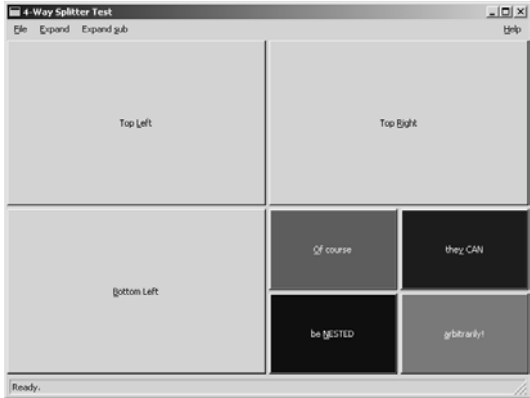 4-Way Splitter Test
File Expand Expand sub Help
Top Left
Top Right
Of course
they CAN
Bottom Left
be NESTED
arbitrarily!
Ready.